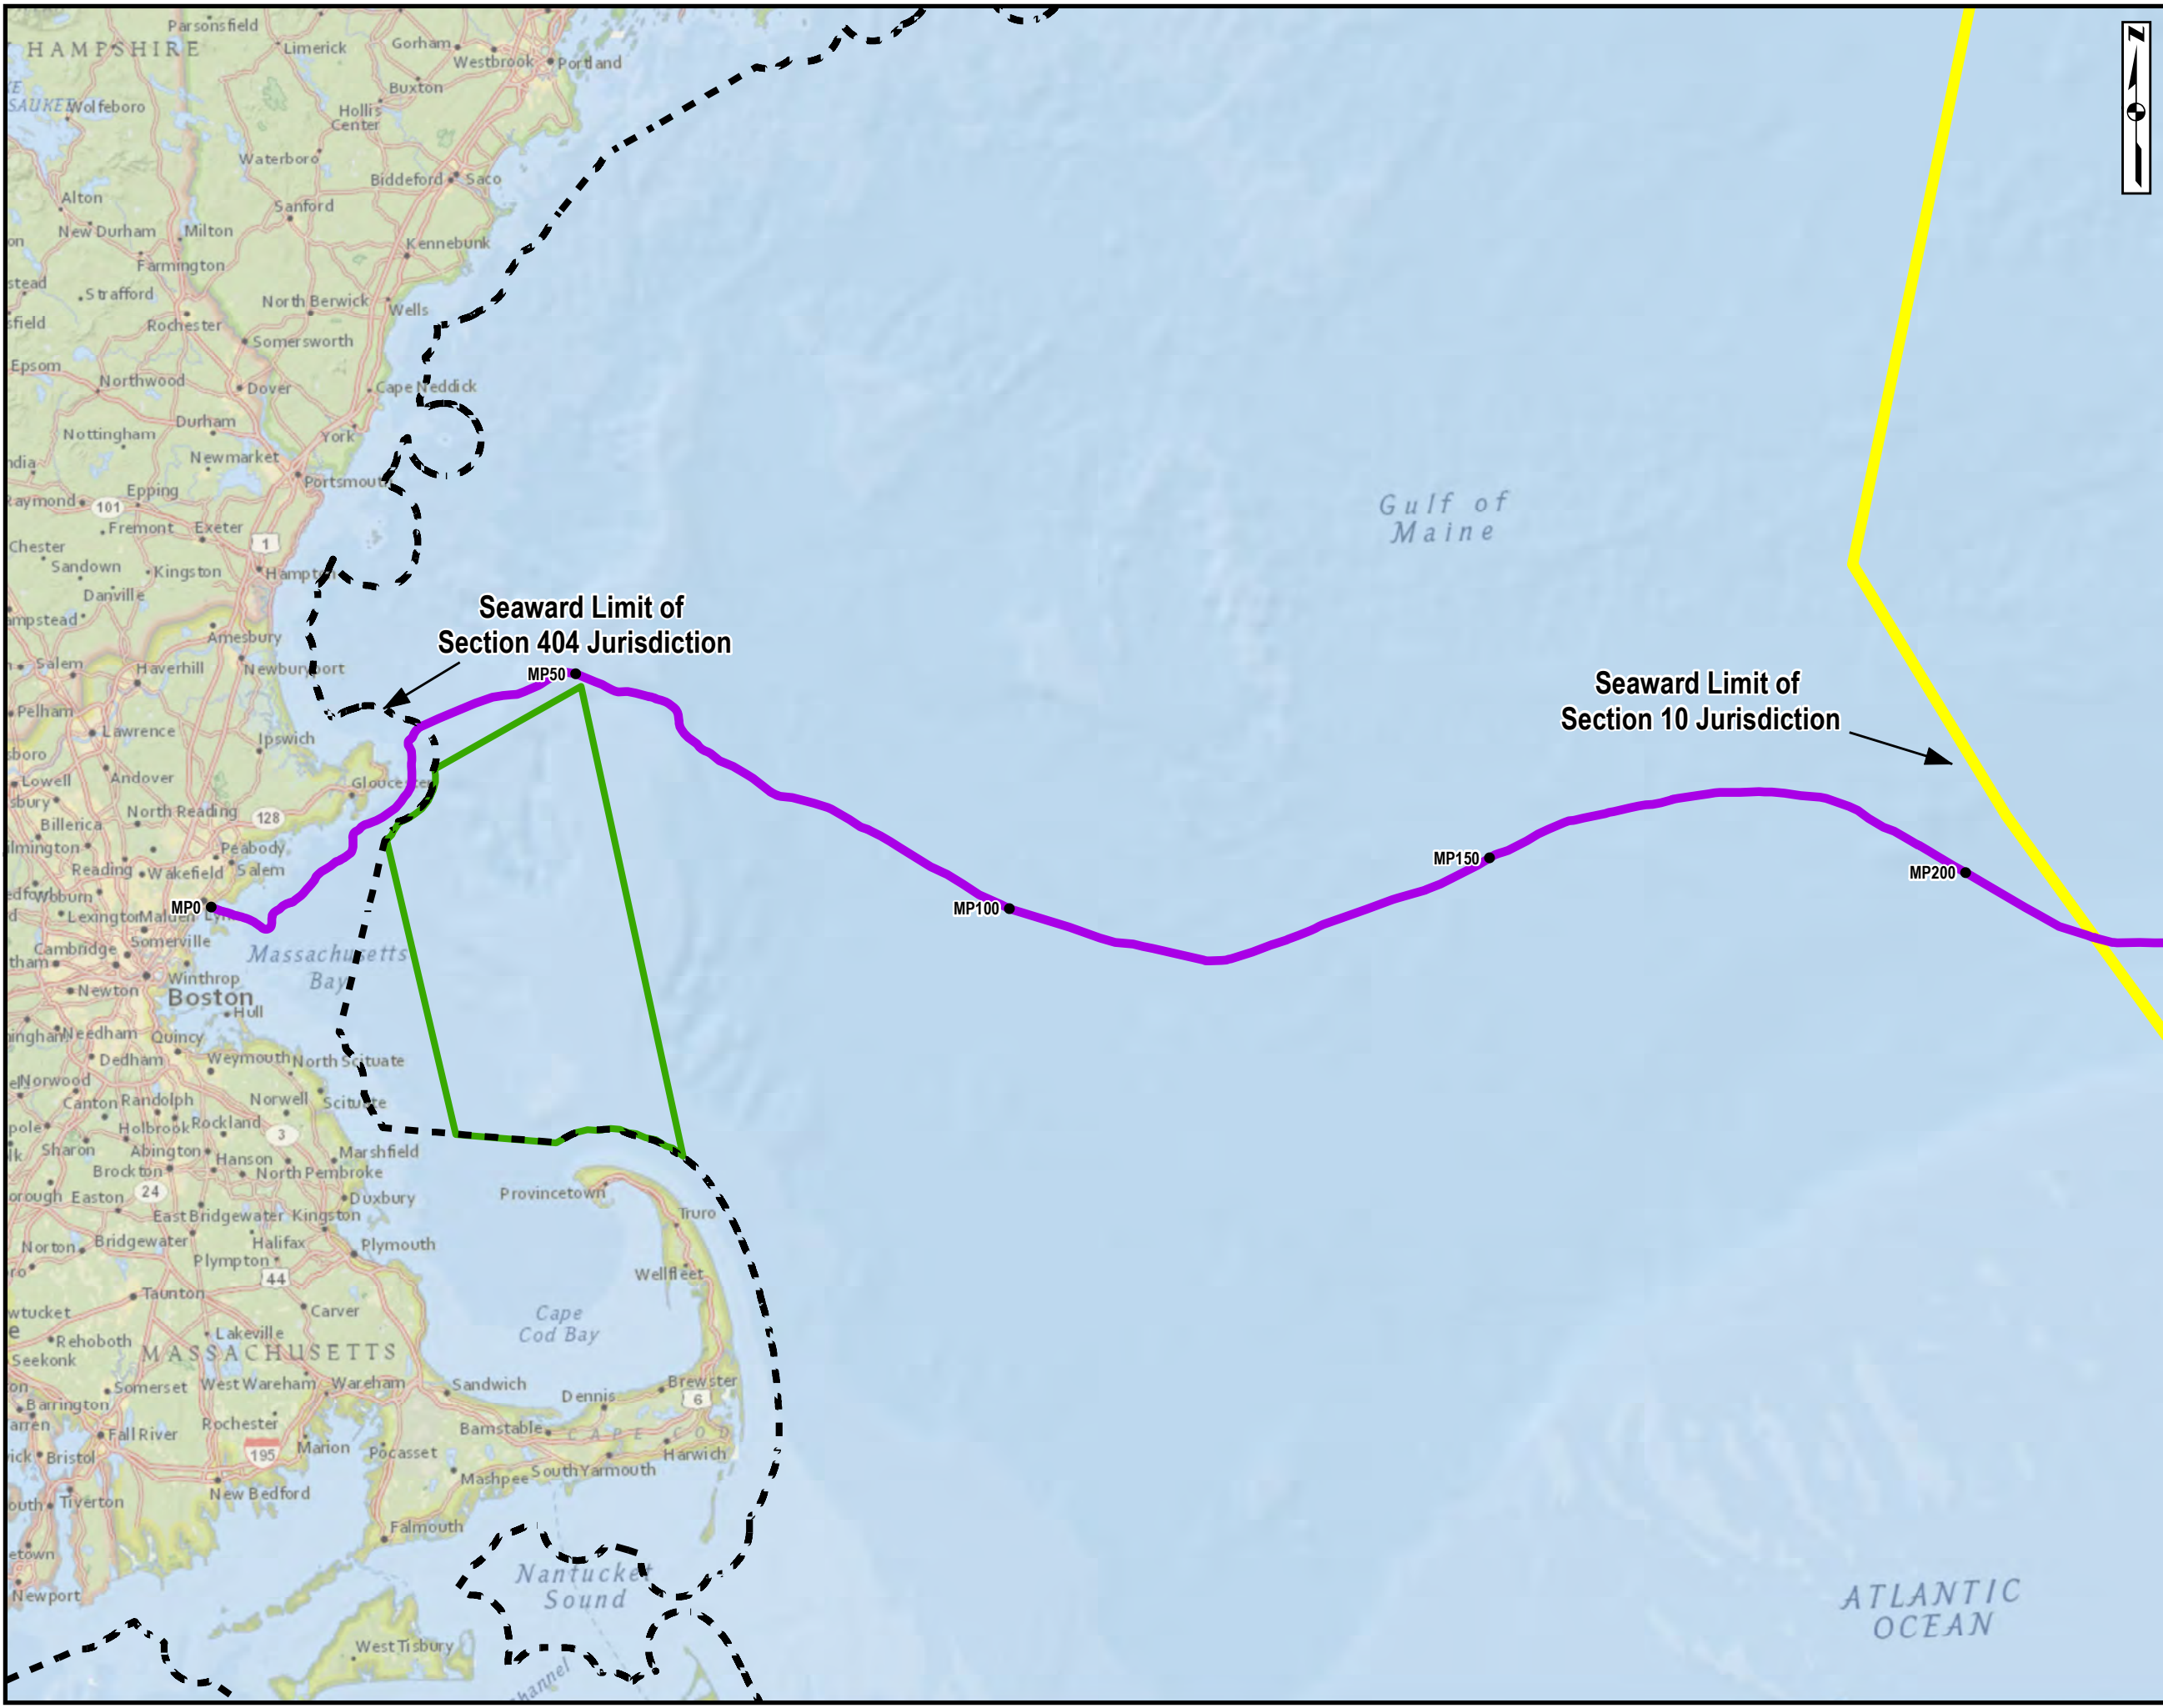 Parsonsfield
HAMPSHIRE
Limerick
Gorham
Westbrook
Portland
Buxton
Wolfeboro
Hollis
Center
Waterboro
Biddeford
Saco
Alton
Sanford
New Durham
Milton
Kennebunk
Farmington
Strafford
North Berwick
Wells
Rochester
Somersworth
Epsom
Northwood
Dover
Cape Neddick
Durham
Nottingham
York
Newmarket
Portsmouth
Raymond
101
Epping
Fremont
Exeter
1
Chester
Sandown
Kingston
Hampton
Danville
Gulf of
Maine
N
Seaward Limit of
Section 404 Jurisdiction
Amesbury
Salem
Haverhill
Newburyport
MP50
Seaward Limit of
Section 10 Jurisdiction
Pelham
Lawrence
Ipswich
Lowell
Andover
Gloucester
North Reading
128
Billerica
Peabody
Reading
Wakefield
Salem
Woburn
MP0
Lexington
Malden
MP100
MP150
MP200
Cambridge
Somerville
Massachusetts
Bay
Winthrop
Newton
Boston
Hull
Needham
Quincy
Dedham
Weymouth
North Scituate
Norwood
Canton
Randolph
Norwell
Scituate
Holbrook
Rockland
3
Sharon
Abington
Hanson
Marshfield
Brockton
North Pembroke
24
Easton
Duxbury
Provincetown
East Bridgewater
Kingston
Truro
Norton
Bridgewater
Halifax
Plymouth
Plympton
44
Wellfleet
Taunton
Carver
Cape
Cod Bay
Rehoboth
Lakeville
Seekonk
MASSACHUSETTS
Somerset
West Wareham
Wareham
Sandwich
Brewster
Dennis
6
Barrington
Rochester
Fall River
Barnstable
CAPE COD
Marion
Pocasset
Harwich
195
Bristol
Mashpee
South Yarmouth
New Bedford
Tiverton
Falmouth
Nantucket
Sound
Newport
West Tisbury
ATLANTIC
OCEAN